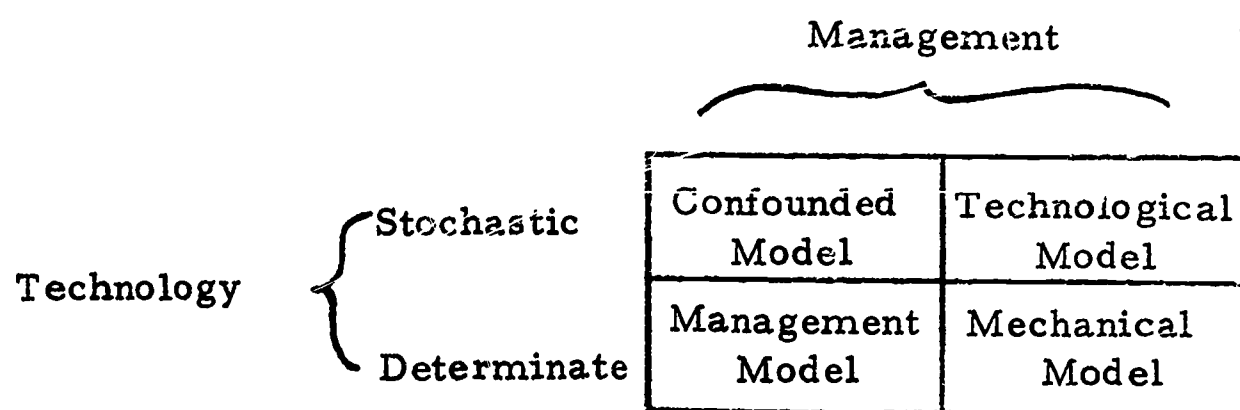 Management
Stochastic
Confounded Model
Technological Model
Technology
Determinate
Management Model
Mechanical Model